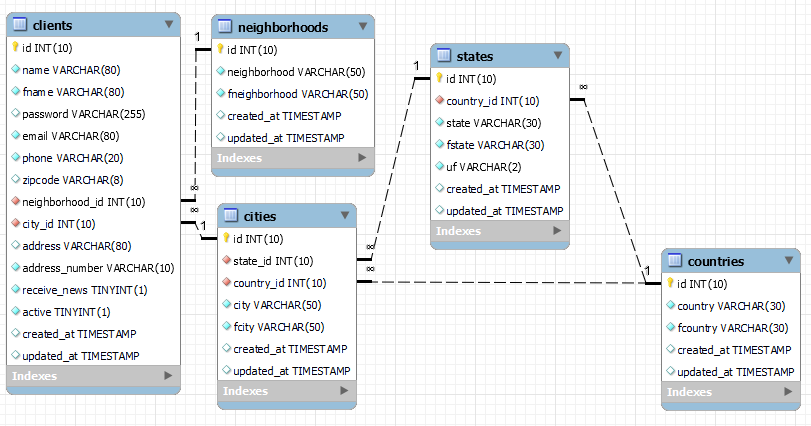 clients
id INT(10)
name VARCHAR(80)
fname VARCHAR(80)
password VARCHAR(255)
email VARCHAR(80)
phone VARCHAR(20)
zipcode VARCHAR(8)
neighborhood_id INT(10)
city_id INT(10)
address VARCHAR(80)
address_number VARCHAR(10)
receive_news TINYINT(1)
active TINYINT(1)
created_at TIMESTAMP
updated_at TIMESTAMP
Indexes
1
∞
∞
1
neighborhoods
id INT(10)
neighborhood VARCHAR(50)
fneighborhood VARCHAR(50)
created_at TIMESTAMP
updated_at TIMESTAMP
Indexes
cities
id INT(10)
state_id INT(10)
country_id INT(10)
city VARCHAR(50)
fcity VARCHAR(50)
created_at TIMESTAMP
updated_at TIMESTAMP
Indexes
1
∞
∞
states
id INT(10)
country_id INT(10)
state VARCHAR(30)
fstate VARCHAR(30)
uf VARCHAR(2)
created_at TIMESTAMP
updated_at TIMESTAMP
Indexes
∞
1
countries
id INT(10)
country VARCHAR(30)
fcountry VARCHAR(30)
created_at TIMESTAMP
updated_at TIMESTAMP
Indexes